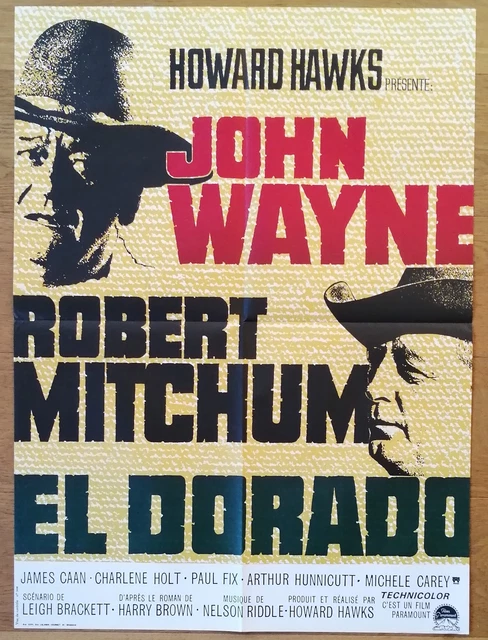 HOWARD HAWKS PRÉSENTE:
JOHN
WAYNE
ROBERT
MITCHUM
EL DORADO
JAMES CAAN · CHARLENE HOLT · PAUL FIX · ARTHUR HUNNICUTT · MICHELE CAREY
SCÉNARIO DE LEIGH BRACKETT · D'APRÈS LE ROMAN DE HARRY BROWN · MUSIQUE DE NELSON RIDDLE · PRODUIT ET RÉALISÉ PAR HOWARD HAWKS
TECHNICOLOR
C'EST UN FILM
PARAMOUNT